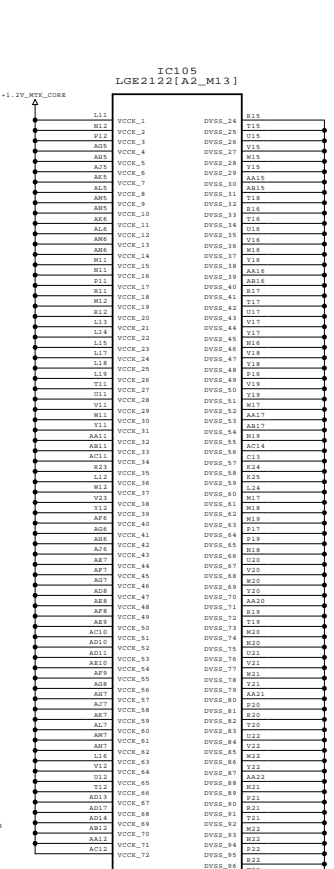 IC105
LGE2122[A2_M13]
+1.2V_MTK_CORE
L11 VCCK_1 DVSS_24 R15
N12 VCCK_2 DVSS_25 T15
P12 VCCK_3 DVSS_26 U15
AG5 VCCK_4 DVSS_27 V15
AH5 VCCK_5 DVSS_28 W15
AJ5 VCCK_6 DVSS_29 Y15
AK5 VCCK_7 DVSS_30 AA15
AL5 VCCK_8 DVSS_31 AB15
AM5 VCCK_9 DVSS_32 T18
AN5 VCCK_10 DVSS_33 R16
AK6 VCCK_11 DVSS_34 T16
AL6 VCCK_12 DVSS_35 U16
AM6 VCCK_13 DVSS_36 V16
AN6 VCCK_14 DVSS_37 W16
M11 VCCK_15 DVSS_38 Y16
N11 VCCK_16 DVSS_39 AA16
P11 VCCK_17 DVSS_40 AB16
R11 VCCK_18 DVSS_41 R17
M12 VCCK_19 DVSS_42 T17
R12 VCCK_20 DVSS_43 U17
L13 VCCK_21 DVSS_44 V17
L14 VCCK_22 DVSS_45 Y17
L15 VCCK_23 DVSS_46 N16
L17 VCCK_24 DVSS_47 V18
L18 VCCK_25 DVSS_48 Y18
L19 VCCK_26 DVSS_49 P16
T11 VCCK_27 DVSS_50 V19
U11 VCCK_28 DVSS_51 Y19
V11 VCCK_29 DVSS_52 W17
W11 VCCK_30 DVSS_53 AA17
Y11 VCCK_31 DVSS_54 AB17
AA11 VCCK_32 DVSS_55 N19
AB11 VCCK_33 DVSS_56 AC14
AC11 VCCK_34 DVSS_57 C13
R23 VCCK_35 DVSS_58 K24
L12 VCCK_36 DVSS_59 K25
W12 VCCK_37 DVSS_60 L24
V23 VCCK_38 DVSS_61 M17
Y12 VCCK_39 DVSS_62 M18
AF6 VCCK_40 DVSS_63 M19
AG6 VCCK_41 DVSS_64 P17
AH6 VCCK_42 DVSS_65 P19
AJ6 VCCK_43 DVSS_66 N18
AE7 VCCK_44 DVSS_67 U20
AF7 VCCK_45 DVSS_68 V20
AG7 VCCK_46 DVSS_69 W20
AD8 VCCK_47 DVSS_70 Y20
AE8 VCCK_48 DVSS_71 AA20
AF8 VCCK_49 DVSS_72 R19
AE9 VCCK_50 DVSS_73 T19
AC10 VCCK_51 DVSS_74 M20
AD10 VCCK_52 DVSS_75 N20
AD11 VCCK_53 DVSS_76 U21
AE10 VCCK_54 DVSS_77 V21
AF9 VCCK_55 DVSS_78 W21
AG8 VCCK_56 DVSS_79 Y21
AH7 VCCK_57 DVSS_80 AA21
AJ7 VCCK_58 DVSS_81 P20
AK7 VCCK_59 DVSS_82 R20
AL7 VCCK_60 DVSS_83 T20
AM7 VCCK_61 DVSS_84 U22
AN7 VCCK_62 DVSS_85 V22
L16 VCCK_63 DVSS_86 W22
V12 VCCK_64 DVSS_87 Y22
U12 VCCK_65 DVSS_88 AA22
T12 VCCK_66 DVSS_89 N21
AD13 VCCK_67 DVSS_90 P21
AD17 VCCK_68 DVSS_91 R21
AD14 VCCK_69 DVSS_92 T21
AB12 VCCK_70 DVSS_93 M22
AA12 VCCK_71 DVSS_94 N22
AC12 VCCK_72 DVSS_95 P22
DVSS_96 R22